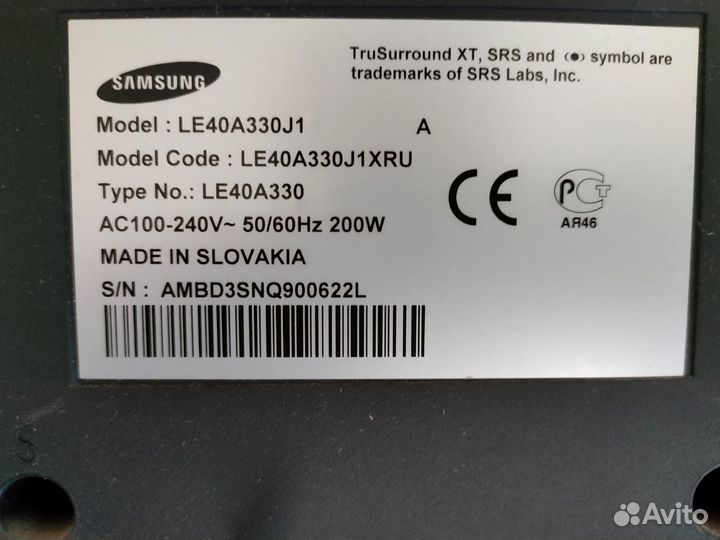 SAMSUNG
TruSurround XT, SRS and (●) symbol are
trademarks of SRS Labs, Inc.
Model : LE40A330J1 A
Model Code : LE40A330J1XRU
Type No.: LE40A330
AC100-240V~ 50/60Hz 200W
MADE IN SLOVAKIA
S/N : AMBD3SNQ900622L
CE
РСТ
АЯ46
S
Avito